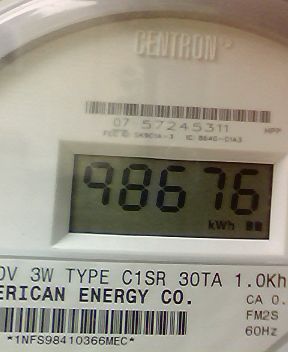 CENTRON
07 57245311
98676
kWh
3W TYPE C1SR 30TA 1.0Kh
ERICAN ENERGY CO.
CA 0.
FM2S
60Hz
*1NFS98410366MEC*